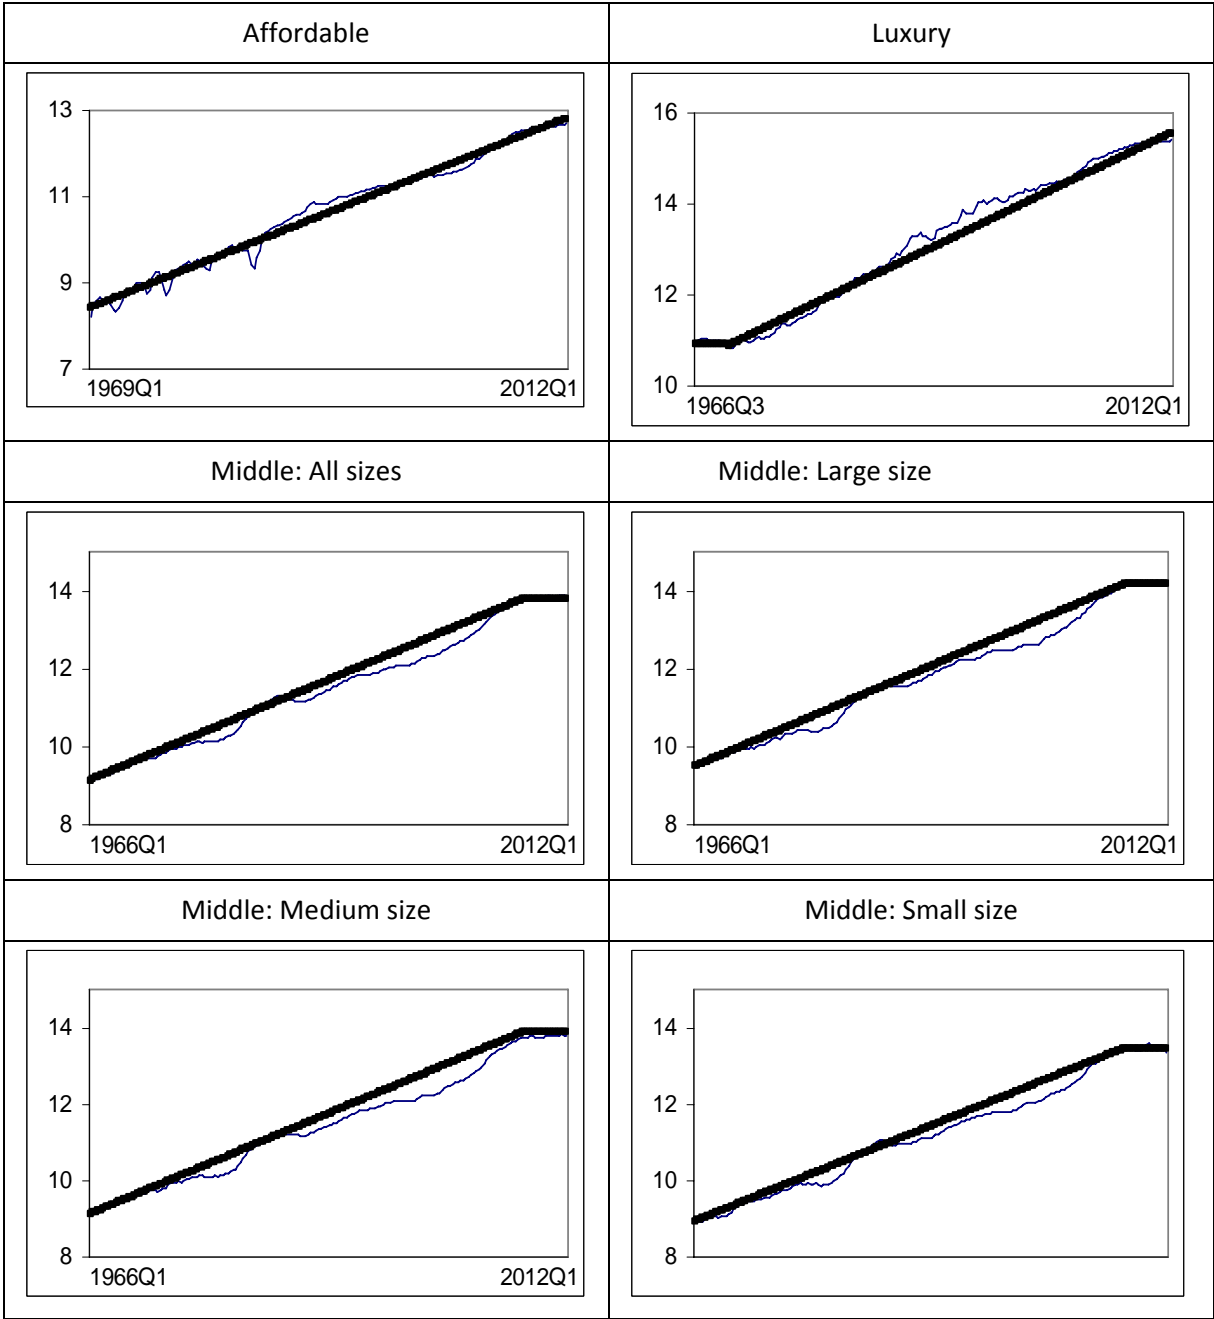 Affordable
Luxury
13
11
9
7
1969Q1
2012Q1
16
14
12
10
1966Q3
2012Q1
Middle: All sizes
Middle: Large size
14
12
10
8
1966Q1
2012Q1
14
12
10
8
1966Q1
2012Q1
Middle: Medium size
Middle: Small size
14
12
10
8
1966Q1
2012Q1
14
12
10
8